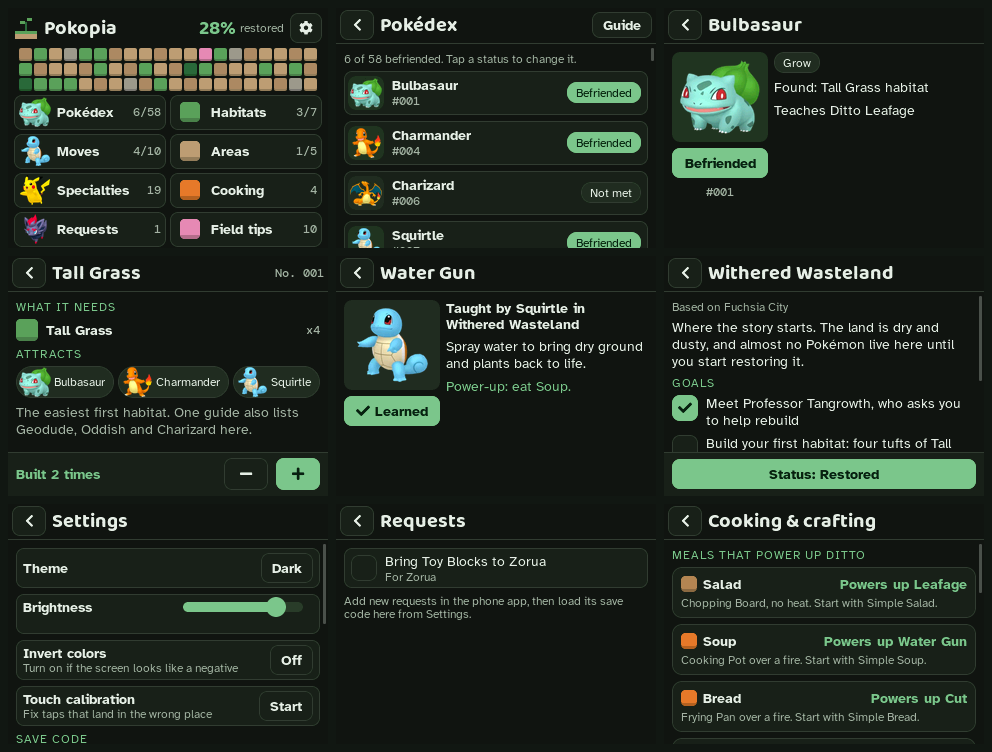 Pokopia
28% restored
Pokédex 6/58
Habitats 3/7
Moves 4/10
Areas 1/5
Specialties 19
Cooking 4
Requests 1
Field tips 10
Pokédex
Guide
6 of 58 befriended. Tap a status to change it.
Bulbasaur
#001
Befriended
Charmander
#004
Befriended
Charizard
#006
Not met
Squirtle
Befriended
Bulbasaur
Grow
Found: Tall Grass habitat
Teaches Ditto Leafage
Befriended
#001
Tall Grass
No. 001
WHAT IT NEEDS
Tall Grass x4
ATTRACTS
Bulbasaur
Charmander
Squirtle
The easiest first habitat. One guide also lists
Geodude, Oddish and Charizard here.
Built 2 times
Water Gun
Taught by Squirtle in
Withered Wasteland
Spray water to bring dry ground
and plants back to life.
Power-up: eat Soup.
Learned
Withered Wasteland
Based on Fuchsia City
Where the story starts. The land is dry and
dusty, and almost no Pokémon live here until
you start restoring it.
GOALS
Meet Professor Tangrowth, who asks you
to help rebuild
Build your first habitat: four tufts of Tall
Status: Restored
Settings
Theme
Dark
Brightness
Invert colors
Turn on if the screen looks like a negative
Off
Touch calibration
Fix taps that land in the wrong place
Start
SAVE CODE
Requests
Bring Toy Blocks to Zorua
For Zorua
Add new requests in the phone app, then load its save
code here from Settings.
Cooking & crafting
MEALS THAT POWER UP DITTO
Salad
Powers up Leafage
Chopping Board, no heat. Start with Simple Salad.
Soup
Powers up Water Gun
Cooking Pot over a fire. Start with Simple Soup.
Bread
Powers up Cut
Frying Pan over a fire. Start with Simple Bread.